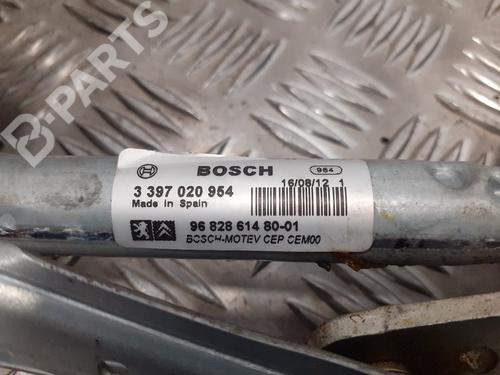 B-PARTS
BOSCH 964
3 397 020 954 16/08/12 1
Made in Spain
96 828 614 80-01
BOSCH-MOTEV CEP CEM00